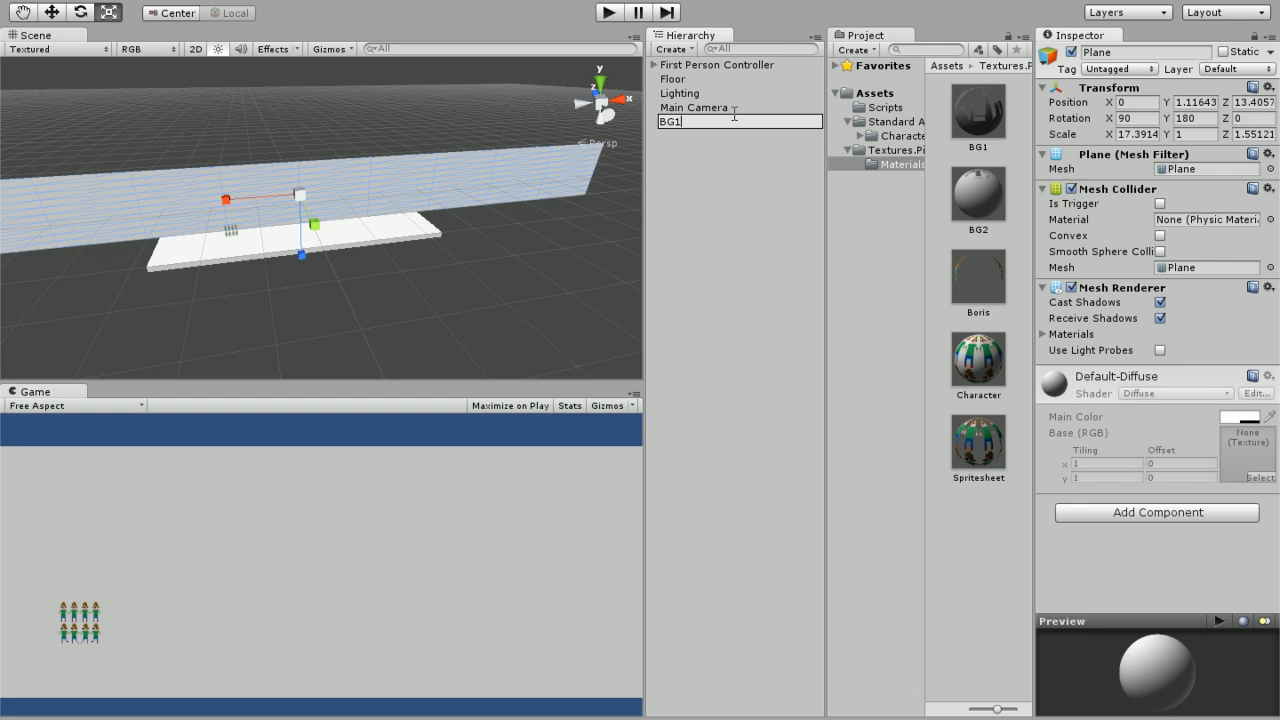 Center
Local
Layers
Layout
Scene
Textured
RGB
2D
Effects
Gizmos
All
y
z
x
Persp
Game
Free Aspect
Maximize on Play
Stats
Gizmos
Hierarchy
Create
All
First Person Controller
Floor
Lighting
Main Camera
BG1
Project
Create
Favorites
Assets
Scripts
Standard A
Characte
Textures.Pi
Materials
Assets ▸ Textures.P
BG1
BG2
Boris
Character
Spritesheet
Inspector
Plane
Static
Tag Untagged Layer Default
Transform
Position X 0 Y 1.11643 Z 13.4057
Rotation X 90 Y 180 Z 0
Scale X 17.3914 Y 1 Z 1.55121
Plane (Mesh Filter)
Mesh Plane
Mesh Collider
Is Trigger
Material None (Physic Materi
Convex
Smooth Sphere Colli
Mesh Plane
Mesh Renderer
Cast Shadows
Receive Shadows
Materials
Use Light Probes
Default-Diffuse
Shader Diffuse Edit...
Main Color
Base (RGB)
None
(Texture)
Tiling Offset
x 1 0
y 1 0
Select
Add Component
Preview